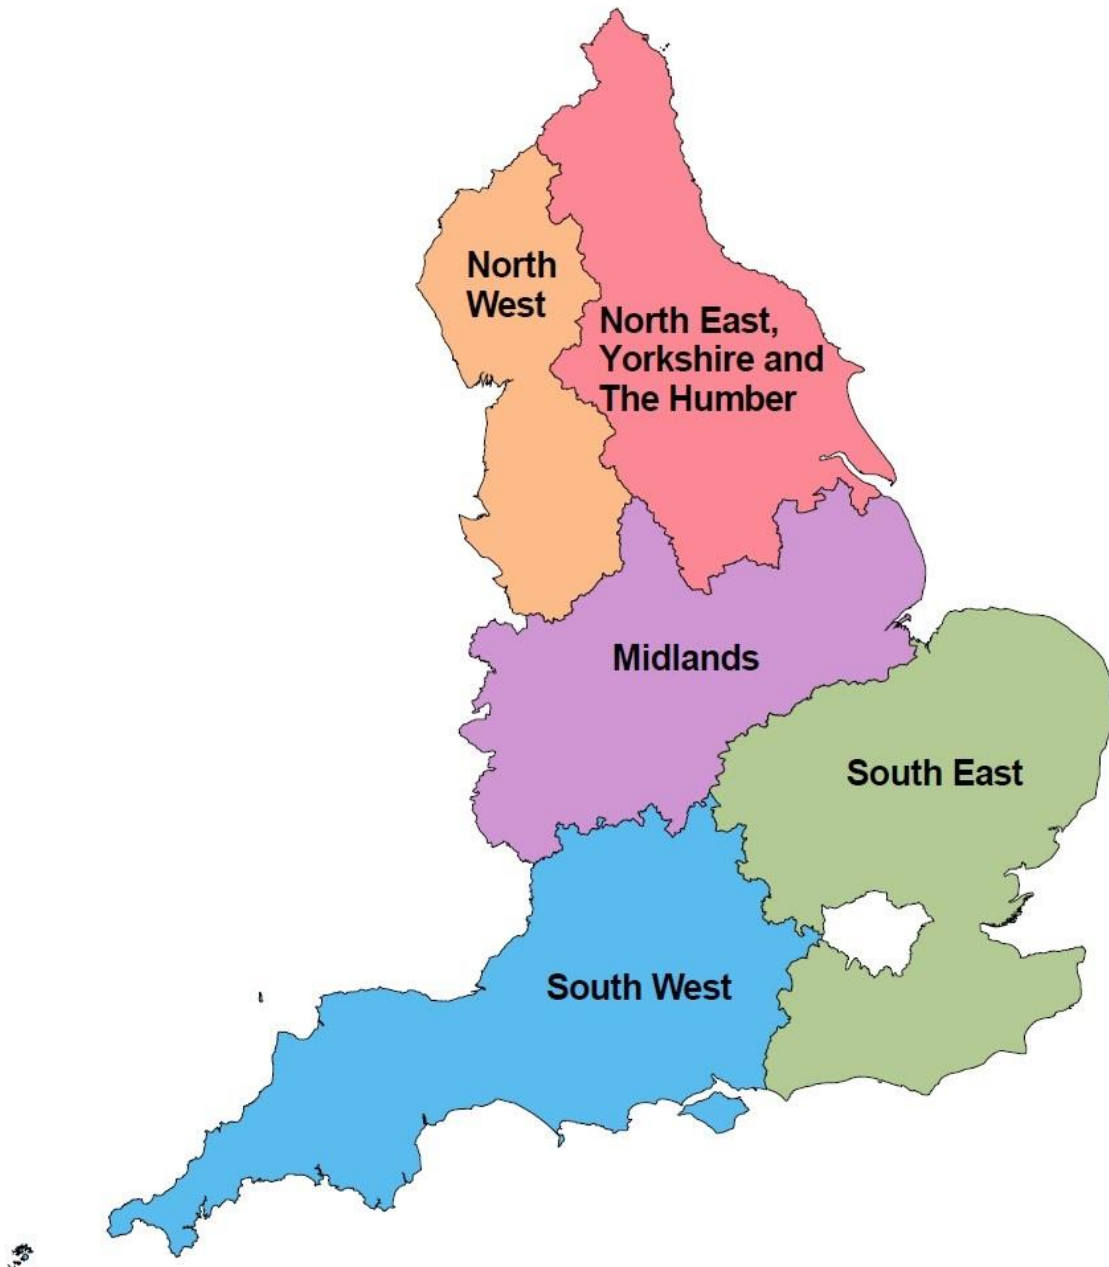 North
West
North East,
Yorkshire and
The Humber
Midlands
South East
South West